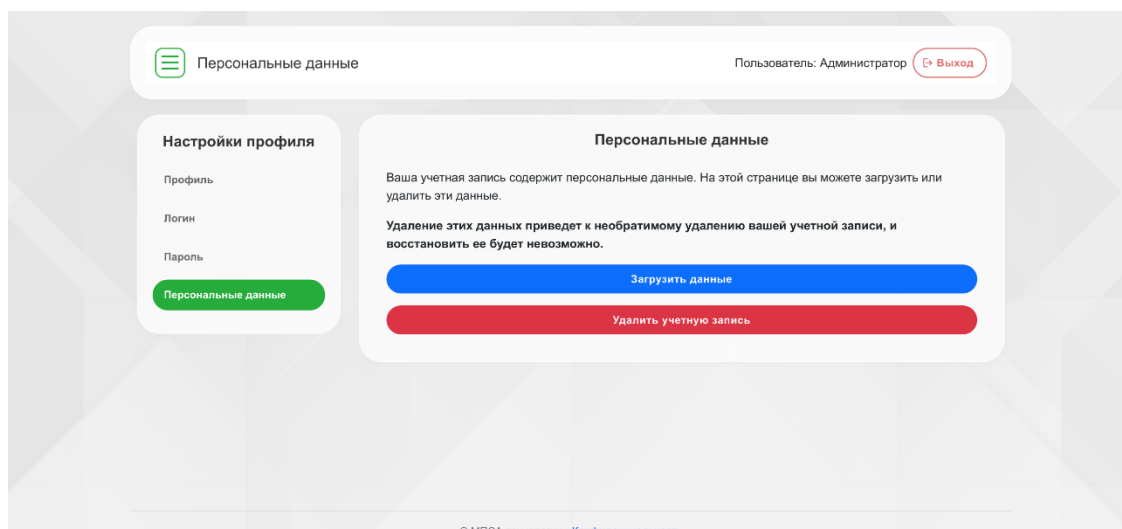 Персональные данные
Пользователь: Администратор
Выход
Настройки профиля
Профиль
Логин
Пароль
Персональные данные
Персональные данные
Ваша учетная запись содержит персональные данные. На этой странице вы можете загрузить или
удалить эти данные.
Удаление этих данных приведет к необратимому удалению вашей учетной записи, и
восстановить ее будет невозможно.
Загрузить данные
Удалить учетную запись